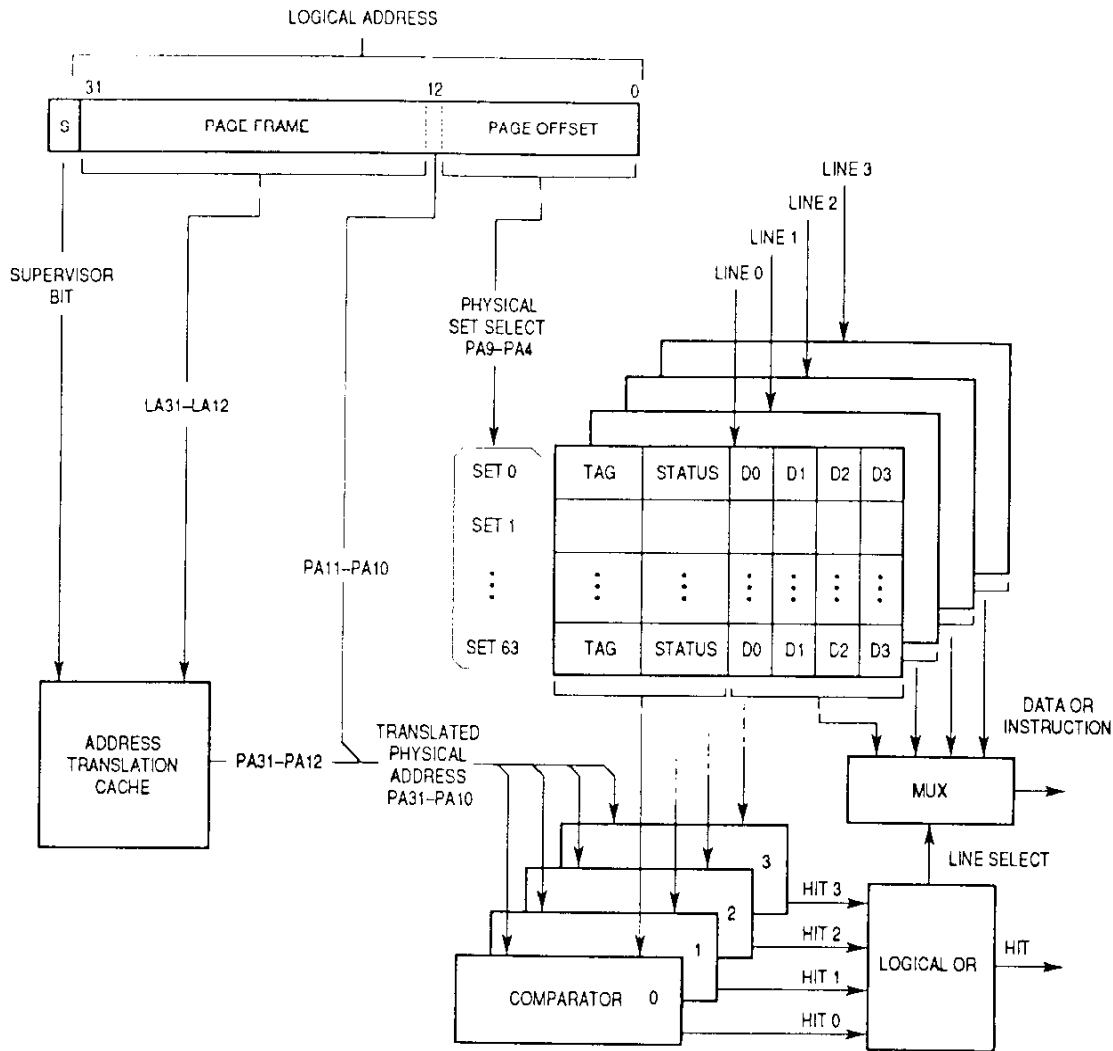 LOGICAL ADDRESS
31 12 0
S PAGE FRAME PAGE OFFSET
LINE 3
LINE 2
LINE 1
LINE 0
SUPERVISOR
BIT
PHYSICAL
SET SELECT
PA9–PA4
LA31–LA12
SET 0 TAG STATUS D0 D1 D2 D3
SET 1
PA11–PA10
SET 63 TAG STATUS D0 D1 D2 D3
ADDRESS
TRANSLATION
CACHE
PA31–PA12
TRANSLATED
PHYSICAL
ADDRESS
PA31–PA10
DATA OR
INSTRUCTION
MUX
LINE SELECT
3
2
1
COMPARATOR 0
HIT 3
HIT 2
HIT 1
HIT 0
LOGICAL OR
HIT